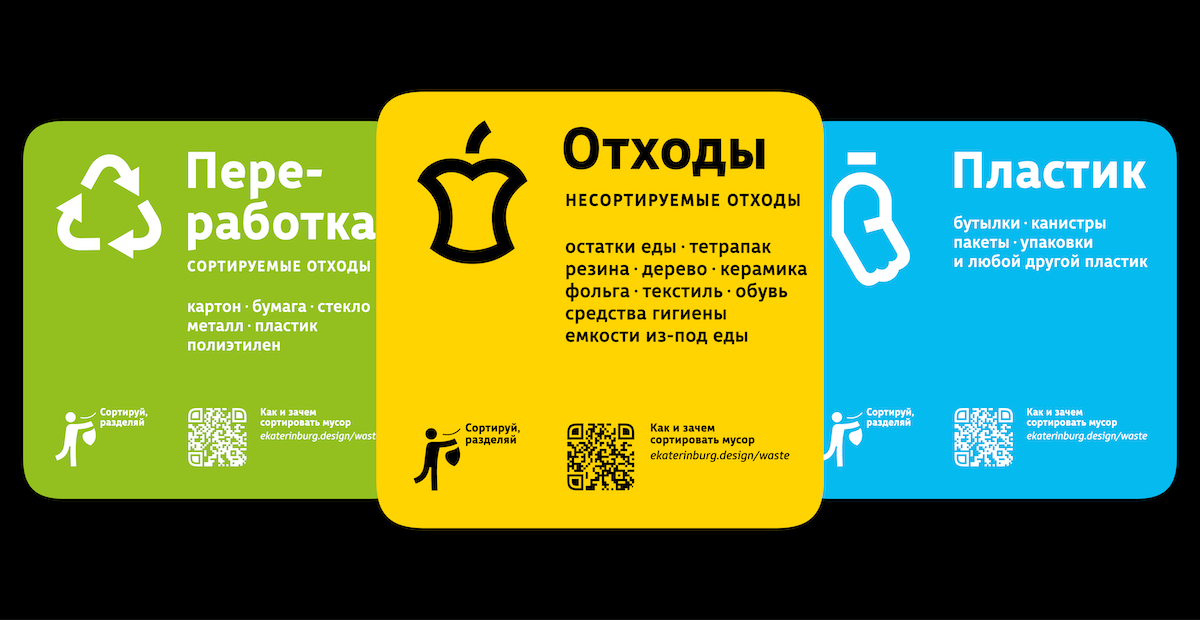 Пере-
работка
СОРТИРУЕМЫЕ ОТХОДЫ
картон · бумага · стекло
металл · пластик
полиэтилен
Сортируй,
разделяй
Как и зачем
сортировать мусор
ekaterinburg.design/wast
Отходы
НЕСОРТИРУЕМЫЕ ОТХОДЫ
остатки еды · тетрапак
резина · дерево · керамика
фольга · текстиль · обувь
средства гигиены
емкости из-под еды
Сортируй,
разделяй
Как и зачем
сортировать мусор
ekaterinburg.design/waste
Пластик
бутылки · канистры
пакеты · упаковки
и любой другой пластик
Сортируй,
разделяй
Как и зачем
сортировать мусор
ekaterinburg.design/waste